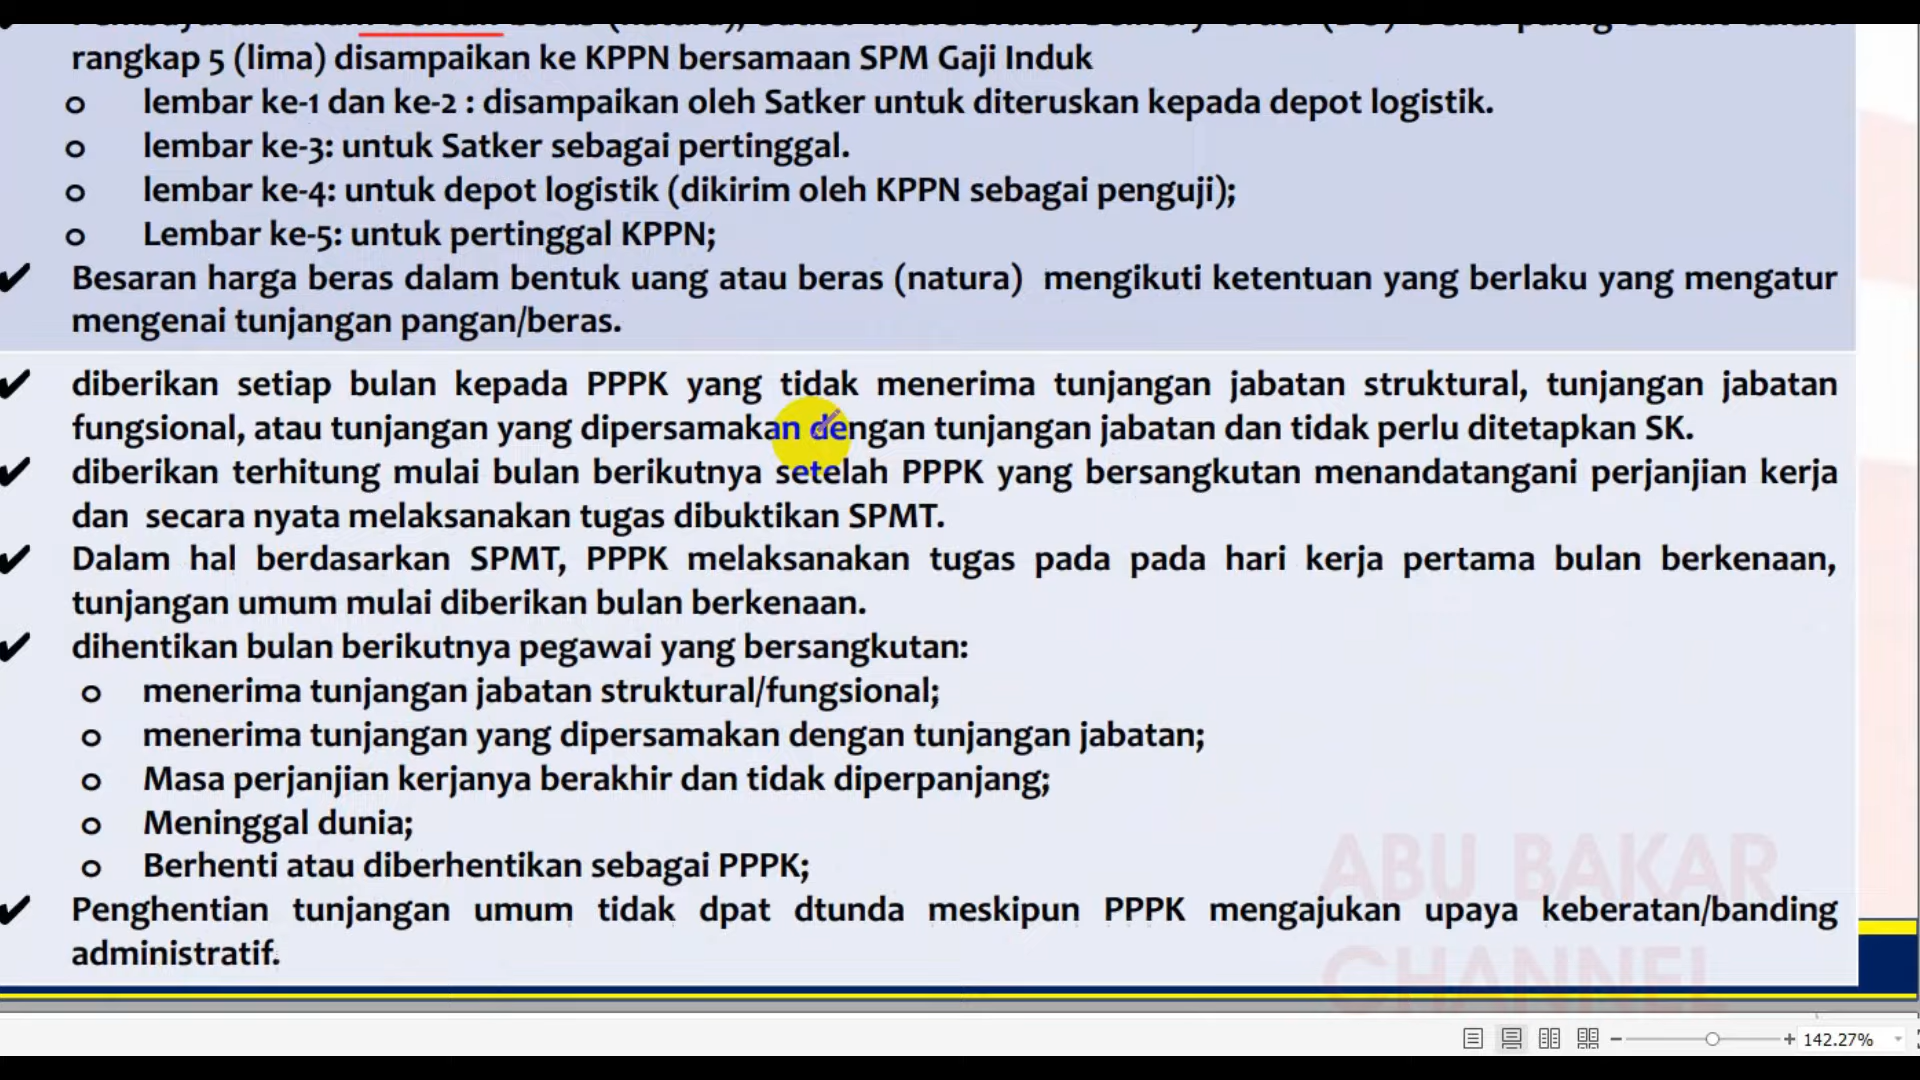 rangkap 5 (lima) disampaikan ke KPPN bersamaan SPM Gaji Induk
o lembar ke-1 dan ke-2 : disampaikan oleh Satker untuk diteruskan kepada depot logistik.
o lembar ke-3: untuk Satker sebagai pertinggal.
o lembar ke-4: untuk depot logistik (dikirim oleh KPPN sebagai penguji);
o Lembar ke-5: untuk pertinggal KPPN;
✔ Besaran harga beras dalam bentuk uang atau beras (natura) mengikuti ketentuan yang berlaku yang mengatur
mengenai tunjangan pangan/beras.
✔ diberikan setiap bulan kepada PPPK yang tidak menerima tunjangan jabatan struktural, tunjangan jabatan
fungsional, atau tunjangan yang dipersamakan dengan tunjangan jabatan dan tidak perlu ditetapkan SK.
✔ diberikan terhitung mulai bulan berikutnya setelah PPPK yang bersangkutan menandatangani perjanjian kerja
dan secara nyata melaksanakan tugas dibuktikan SPMT.
✔ Dalam hal berdasarkan SPMT, PPPK melaksanakan tugas pada pada hari kerja pertama bulan berkenaan,
tunjangan umum mulai diberikan bulan berkenaan.
✔ dihentikan bulan berikutnya pegawai yang bersangkutan:
o menerima tunjangan jabatan struktural/fungsional;
o menerima tunjangan yang dipersamakan dengan tunjangan jabatan;
o Masa perjanjian kerjanya berakhir dan tidak diperpanjang;
o Meninggal dunia;
o Berhenti atau diberhentikan sebagai PPPK;
✔ Penghentian tunjangan umum tidak dpat dtunda meskipun PPPK mengajukan upaya keberatan/banding
administratif.
ABU BAKAR
CHANNEL
142.27%